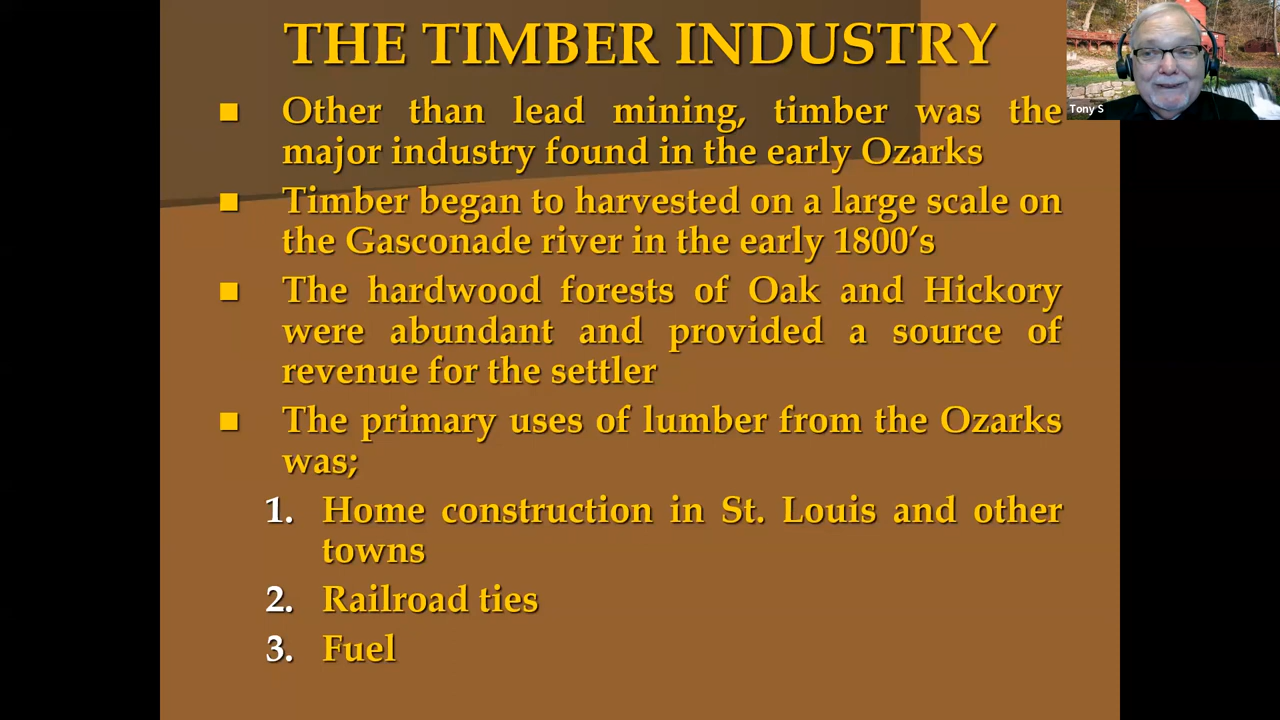 THE TIMBER INDUSTRY
■ Other than lead mining, timber was the
major industry found in the early Ozarks
■ Timber began to harvested on a large scale on
the Gasconade river in the early 1800’s
■ The hardwood forests of Oak and Hickory
were abundant and provided a source of
revenue for the settler
■ The primary uses of lumber from the Ozarks
was;
1. Home construction in St. Louis and other
towns
2. Railroad ties
3. Fuel
Tony S